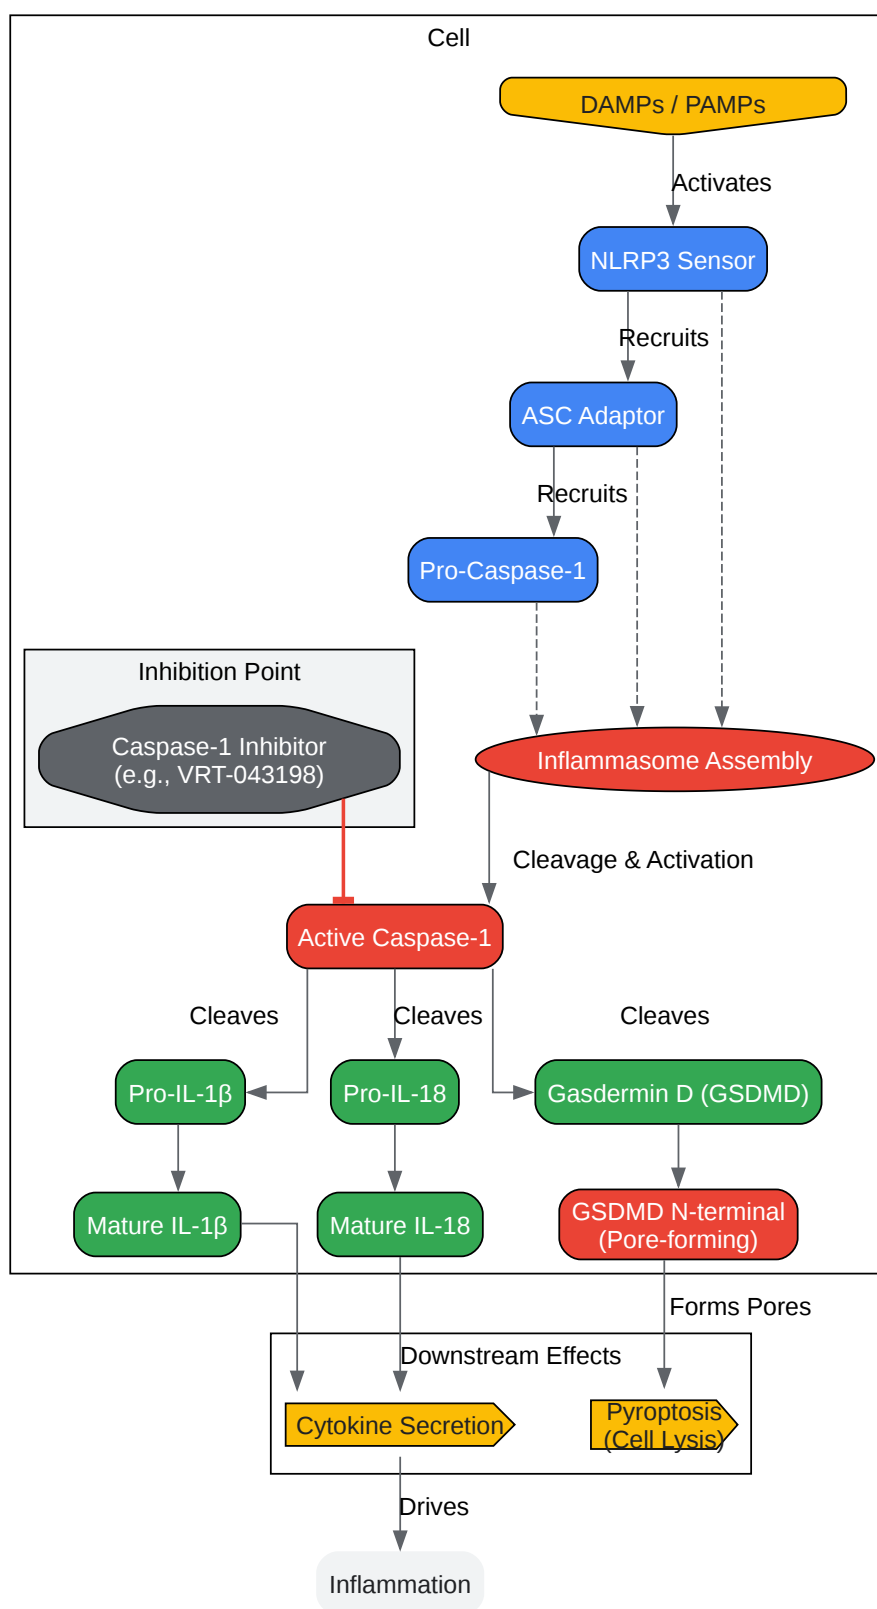 Cell
DAMPs / PAMPs
Activates
NLRP3 Sensor
Recruits
ASC Adaptor
Recruits
Pro-Caspase-1
Inhibition Point
Caspase-1 Inhibitor
(e.g., VRT-043198)
Inflammasome Assembly
Cleavage & Activation
Active Caspase-1
Cleaves
Cleaves
Cleaves
Pro-IL-1β
Pro-IL-18
Gasdermin D (GSDMD)
Mature IL-1β
Mature IL-18
GSDMD N-terminal
(Pore-forming)
Forms Pores
Downstream Effects
Cytokine Secretion
Pyroptosis
(Cell Lysis)
Drives
Inflammation